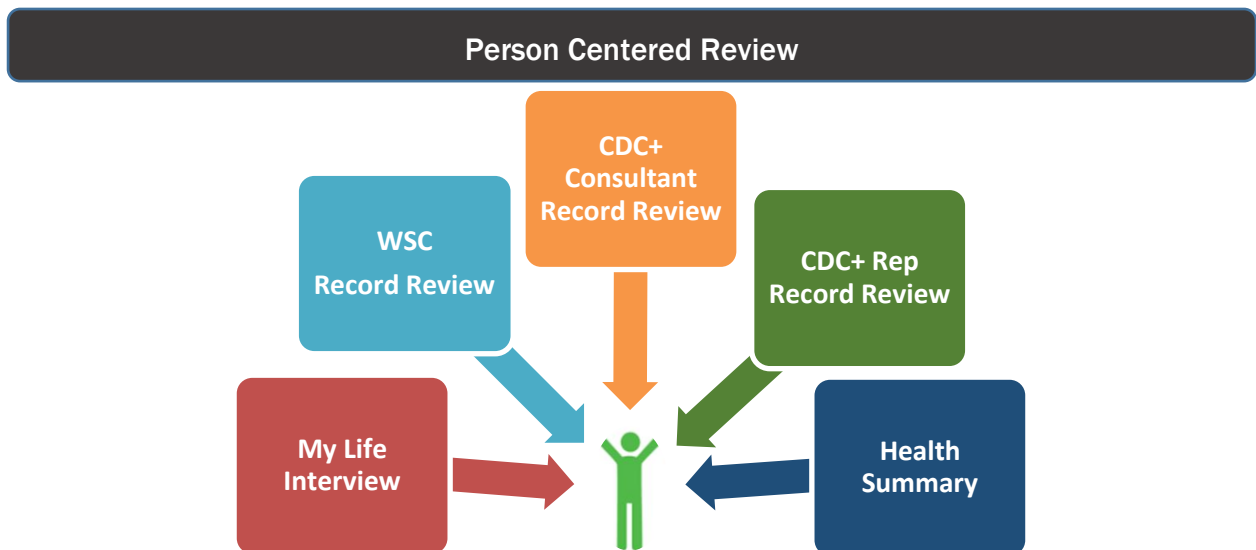 Person Centered Review
CDC+
Consultant
Record Review
WSC
Record Review
CDC+ Rep
Record Review
My Life
Interview
Health
Summary